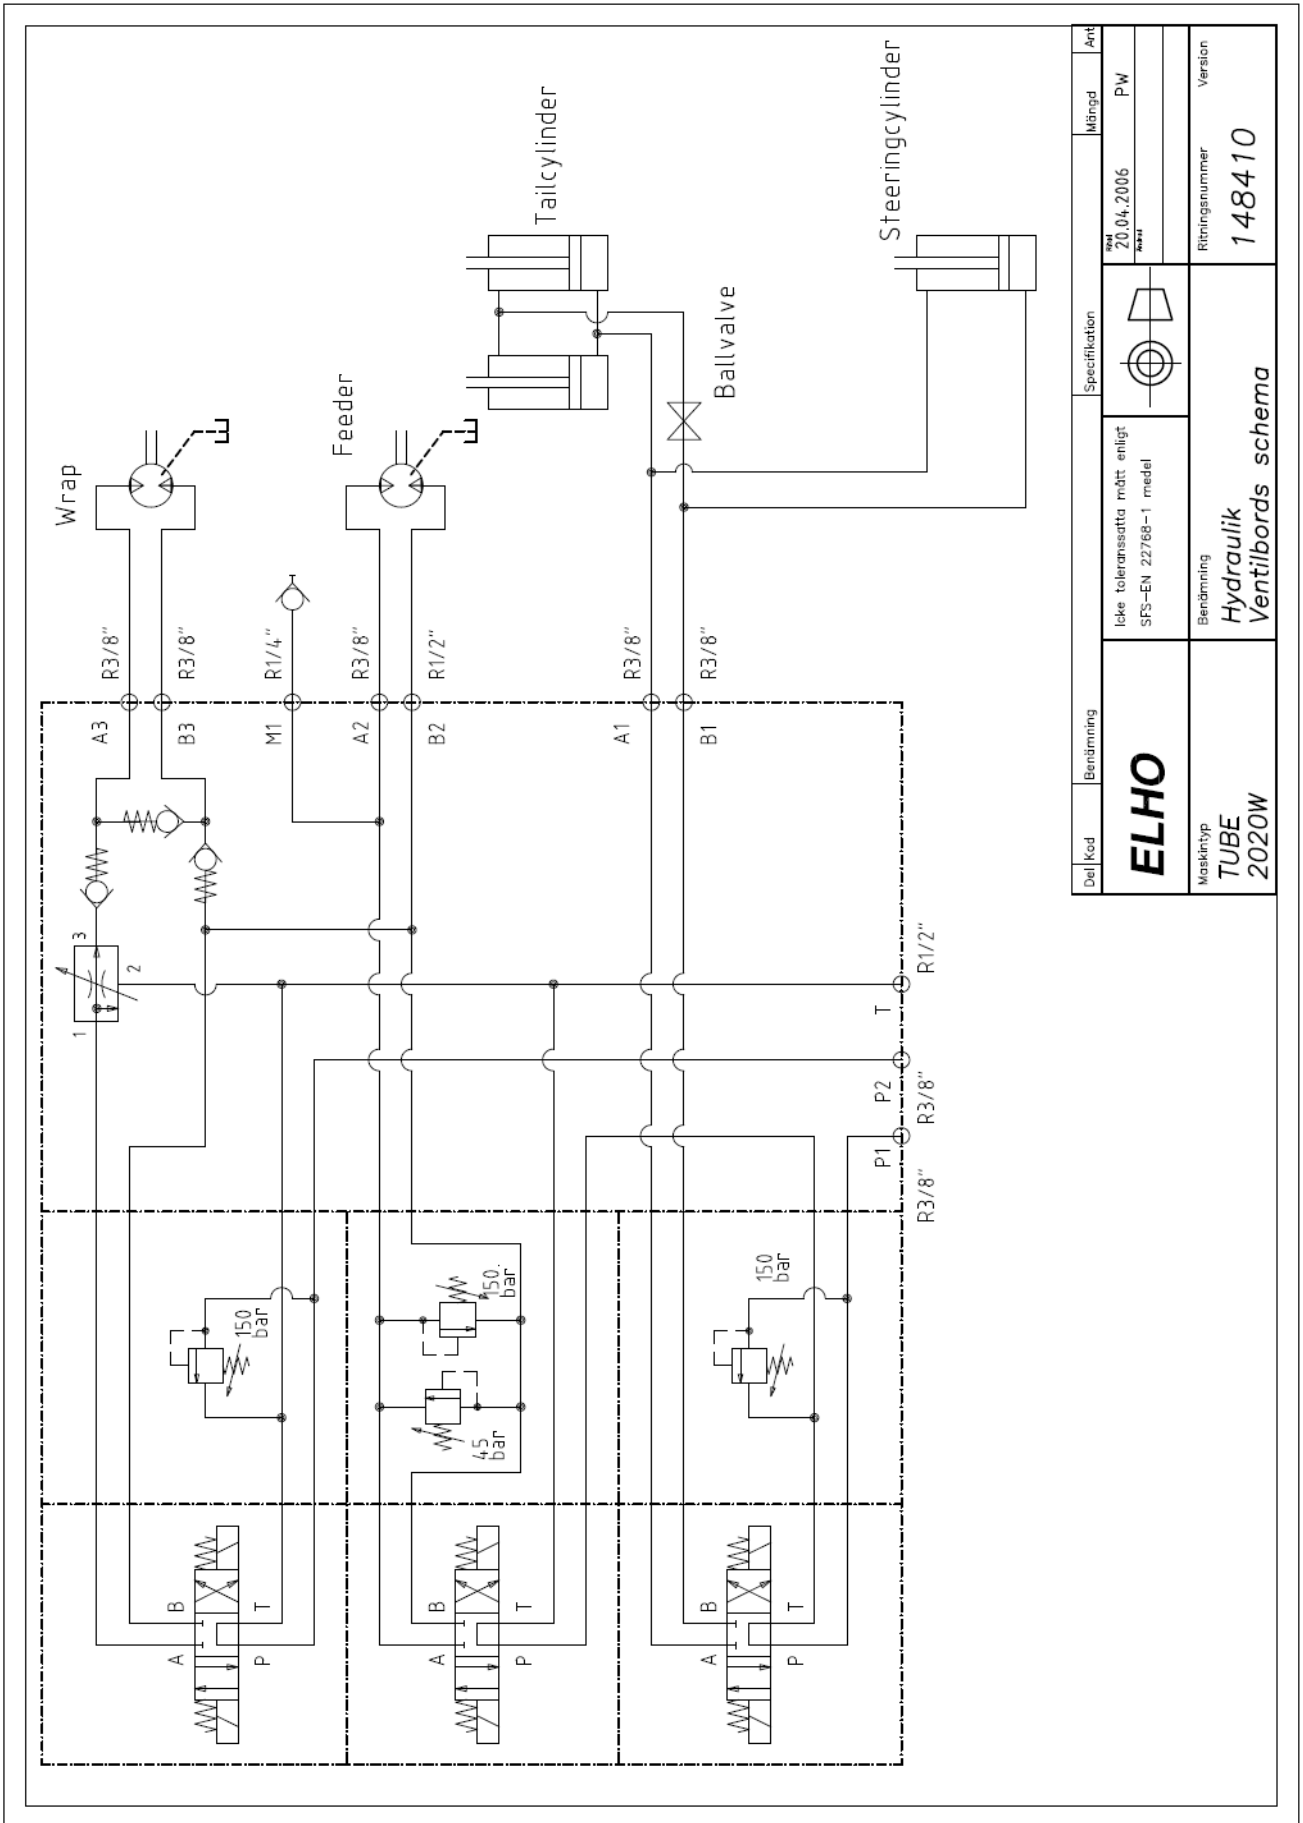 Wrap
Feeder
Tailcylinder
Steeringcylinder
Ballvalve
R3/8"
R3/8"
R1/4"
R3/8"
R1/2"
R3/8"
R3/8"
A3
B3
M1
A2
B2
A1
B1
1
3
2
T
R1/2"
P2
R3/8"
P1
R3/8"
150
bar
150.
bar
45
bar
150
bar
A
B
P
T
A
B
P
T
A
B
P
T
Del
Kod
Benämning
Specifikation
Mängd
Ant
ELHO
Icke toleranssatta mått enligt
SFS-EN 22768-1 medel
Ritad
20.04.2006
PW
Maskintyp
TUBE
2020W
Benämning
Hydraulik
Ventilbords schema
Ritningsnummer
148410
Version